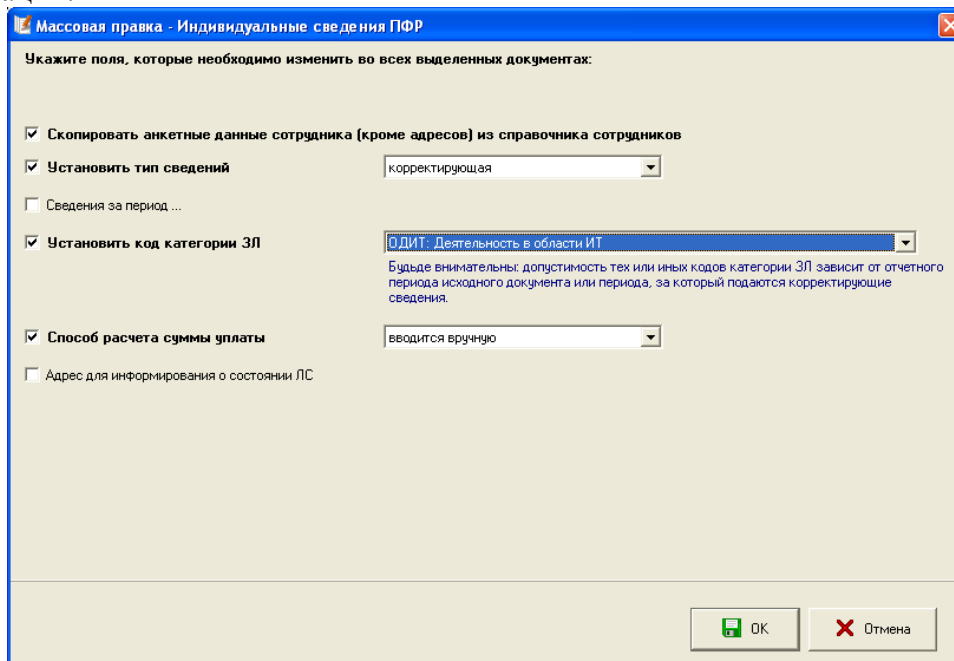 Массовая правка - Индивидуальные сведения ПФР
Укажите поля, которые необходимо изменить во всех выделенных документах:
Скопировать анкетные данные сотрудника (кроме адресов) из справочника сотрудников
Установить тип сведений
корректирующая
Сведения за период ...
Установить код категории ЗЛ
ОДИТ: Деятельность в области ИТ
Будьде внимательны: допустимость тех или иных кодов категории ЗЛ зависит от отчетного
периода исходного документа или периода, за который подаются корректирующие
сведения.
Способ расчета суммы уплаты
вводится вручную
Адрес для информирования о состоянии ЛС
OK
Отмена